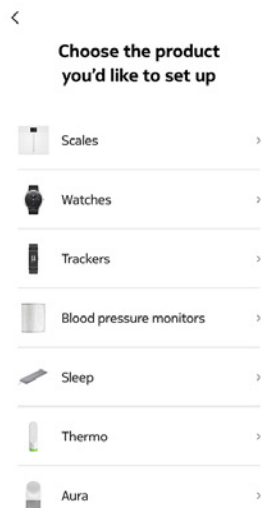 Choose the product
you'd like to set up
Scales
Watches
Trackers
Blood pressure monitors
Sleep
Thermo
Aura